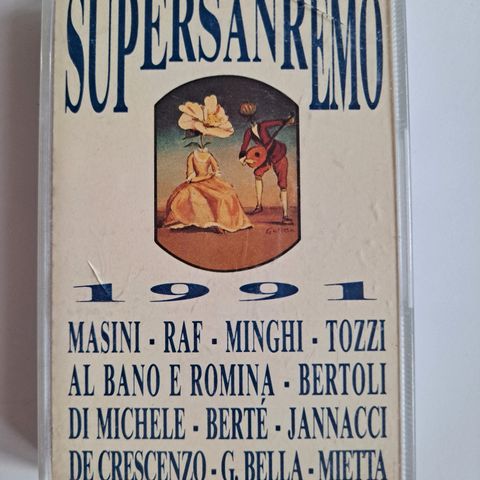 SUPERSANREMO
1991
MASINI - RAF - MINGHI - TOZZI
AL BANO E ROMINA - BERTOLI
DI MICHELE - BERTÉ - JANNACCI
DE CRESCENZO - G. BELLA - MIETTA